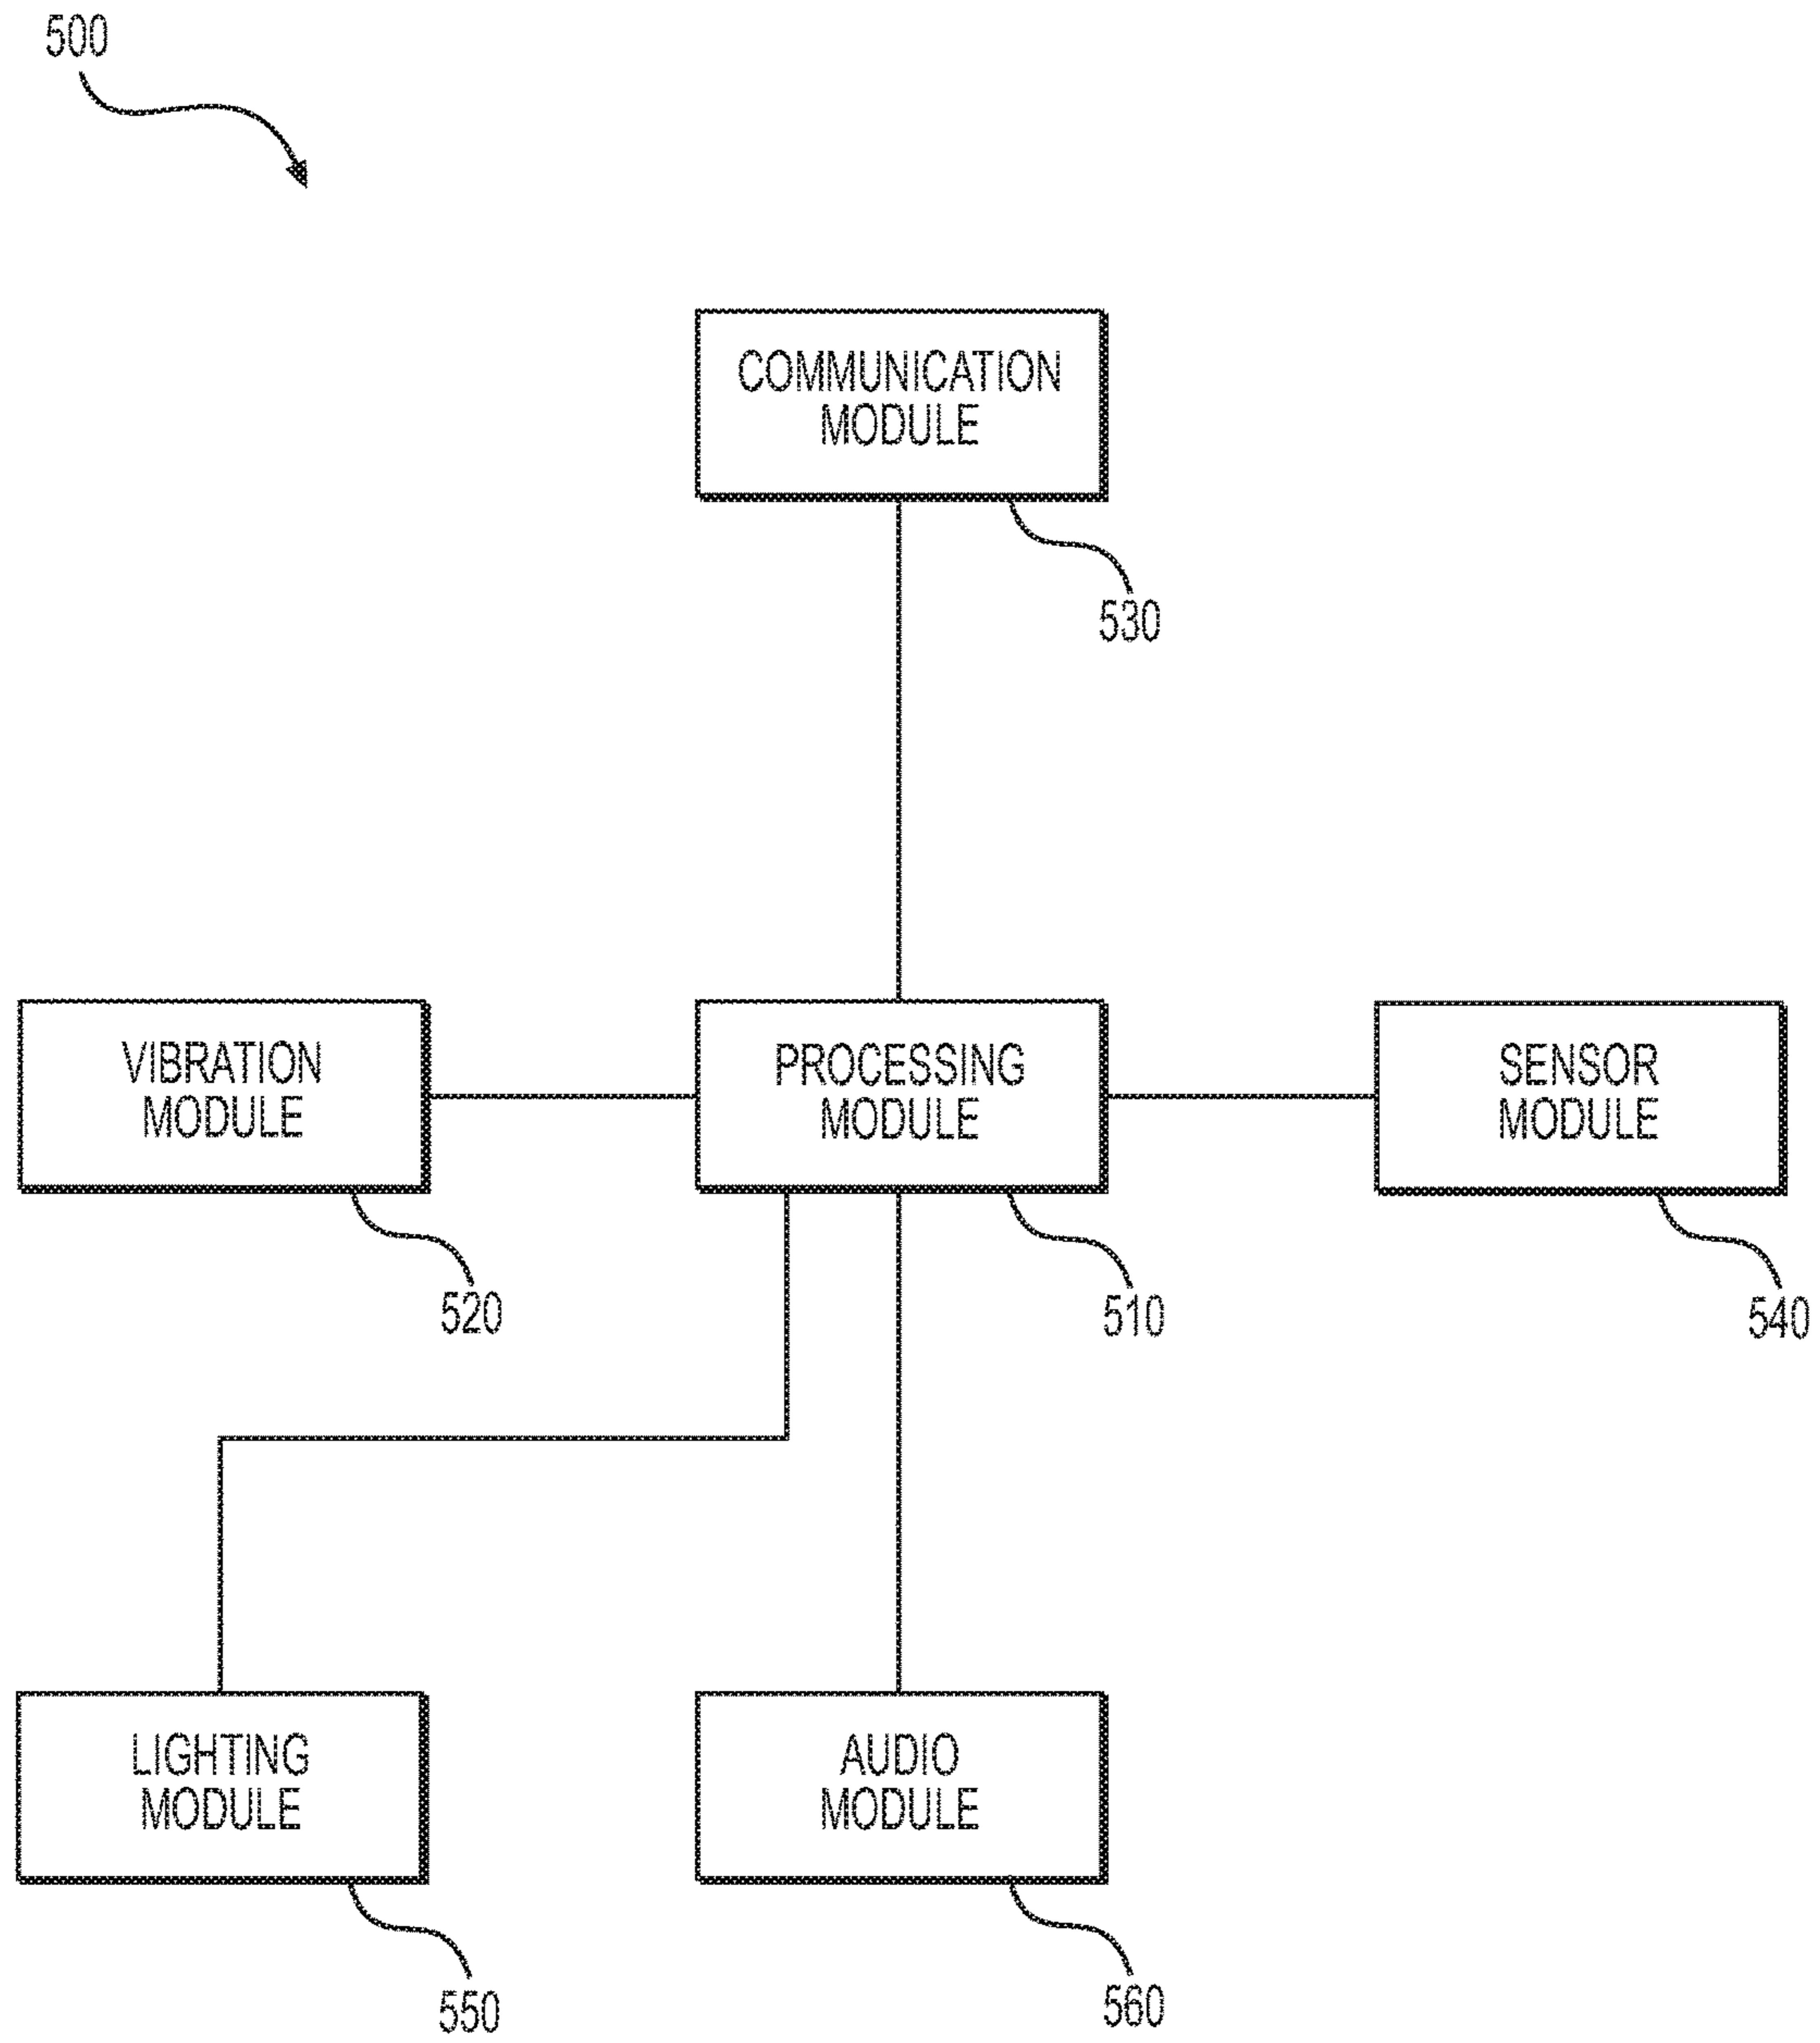 500
COMMUNICATION
MODULE
530
VIBRATION
MODULE
520
PROCESSING
MODULE
510
SENSOR
MODULE
540
LIGHTING
MODULE
550
AUDIO
MODULE
560